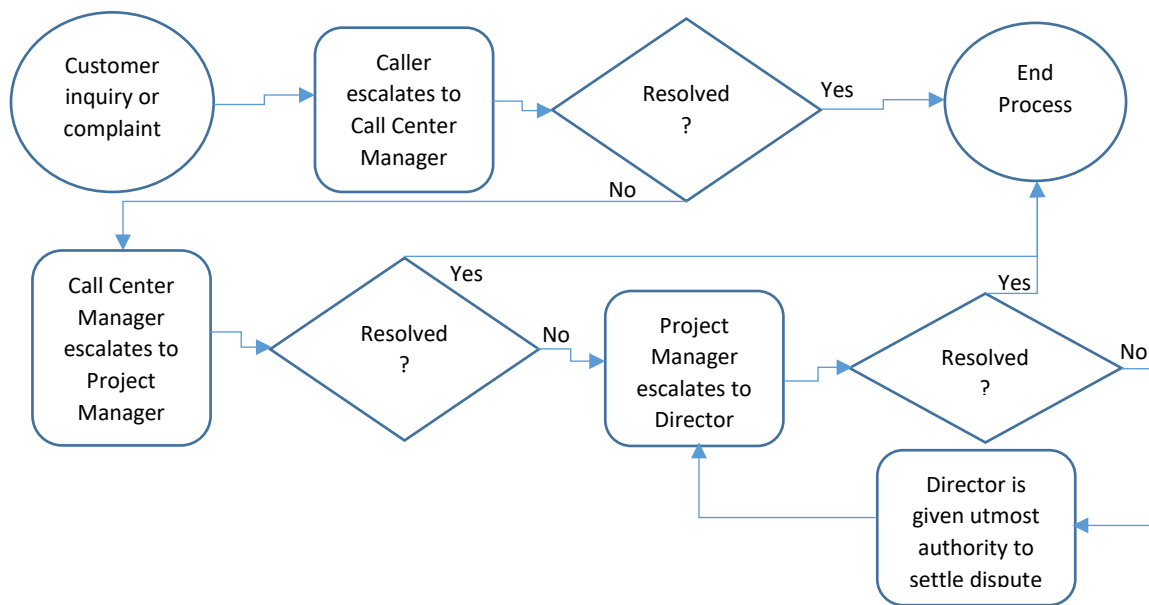 Customer
inquiry or
complaint
Caller
escalates to
Call Center
Manager
Resolved
?
Yes
End
Process
No
Call Center
Manager
escalates to
Project
Manager
Resolved
?
Yes
No
Project
Manager
escalates to
Director
Resolved
?
Yes
No
Director is
given utmost
authority to
settle dispute